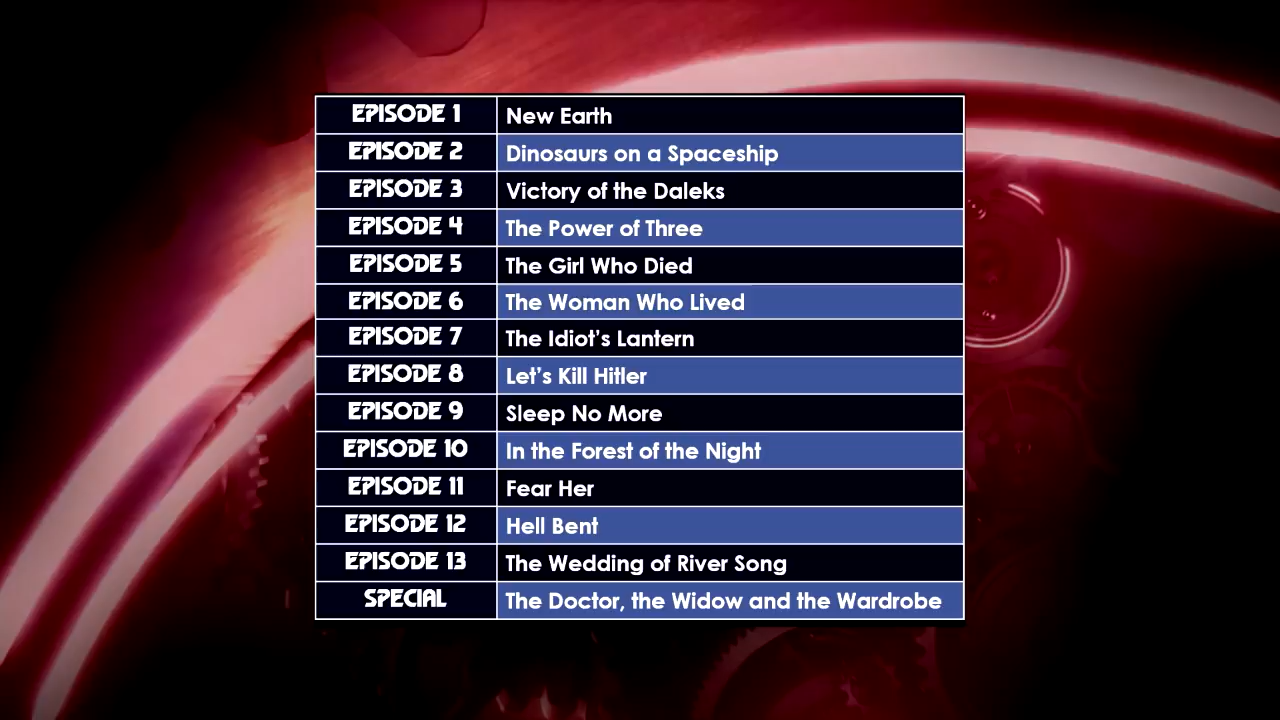 EPISODE 1 New Earth
EPISODE 2 Dinosaurs on a Spaceship
EPISODE 3 Victory of the Daleks
EPISODE 4 The Power of Three
EPISODE 5 The Girl Who Died
EPISODE 6 The Woman Who Lived
EPISODE 7 The Idiot’s Lantern
EPISODE 8 Let’s Kill Hitler
EPISODE 9 Sleep No More
EPISODE 10 In the Forest of the Night
EPISODE 11 Fear Her
EPISODE 12 Hell Bent
EPISODE 13 The Wedding of River Song
SPECIAL The Doctor, the Widow and the Wardrobe